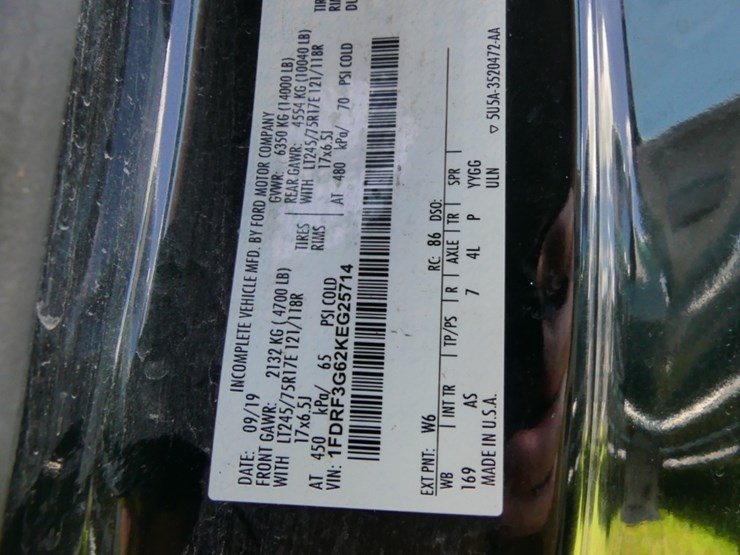 DATE: 09/19 INCOMPLETE VEHICLE MFD. BY FORD MOTOR COMPANY
FRONT GAWR: 2132 KG ( 4700 LB) GVWR: 6350 KG (14000 LB)
WITH LT245/75R17E 121/118R TIRES REAR GAWR: 4554 KG (10040 LB)
17x6.5J RIMS WITH LT245/75R17E 121/118R TIR
AT 450 kPa/ 65 PSI COLD 17x6.5J RI
VIN: 1FDRF3G62KEG25714 AT 480 kPa/ 70 PSI COLD DU
EXT PNT: W6 RC: 86 DSO:
WB INT TR TP/PS R AXLE TR SPR
169 AS 7 4L P YYGG
MADE IN U.S.A. ULN
5U5A-3520472-AA